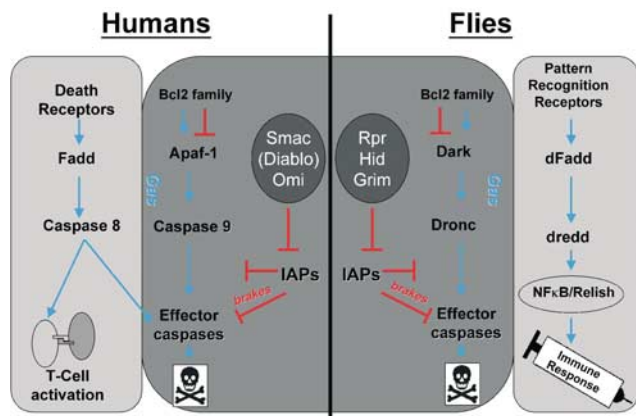 Humans
Flies
Death
Receptors
Fadd
Caspase 8
T-Cell
activation
Bcl2 family
Apaf-1
gas
Caspase 9
Effector
caspases
Smac
(Diablo)
Omi
IAPs
brakes
Rpr
Hid
Grim
IAPs
brakes
Bcl2 family
Dark
gas
Dronc
Effector
caspases
Pattern
Recognition
Receptors
dFadd
dredd
NFκB/Relish
Immune
Response